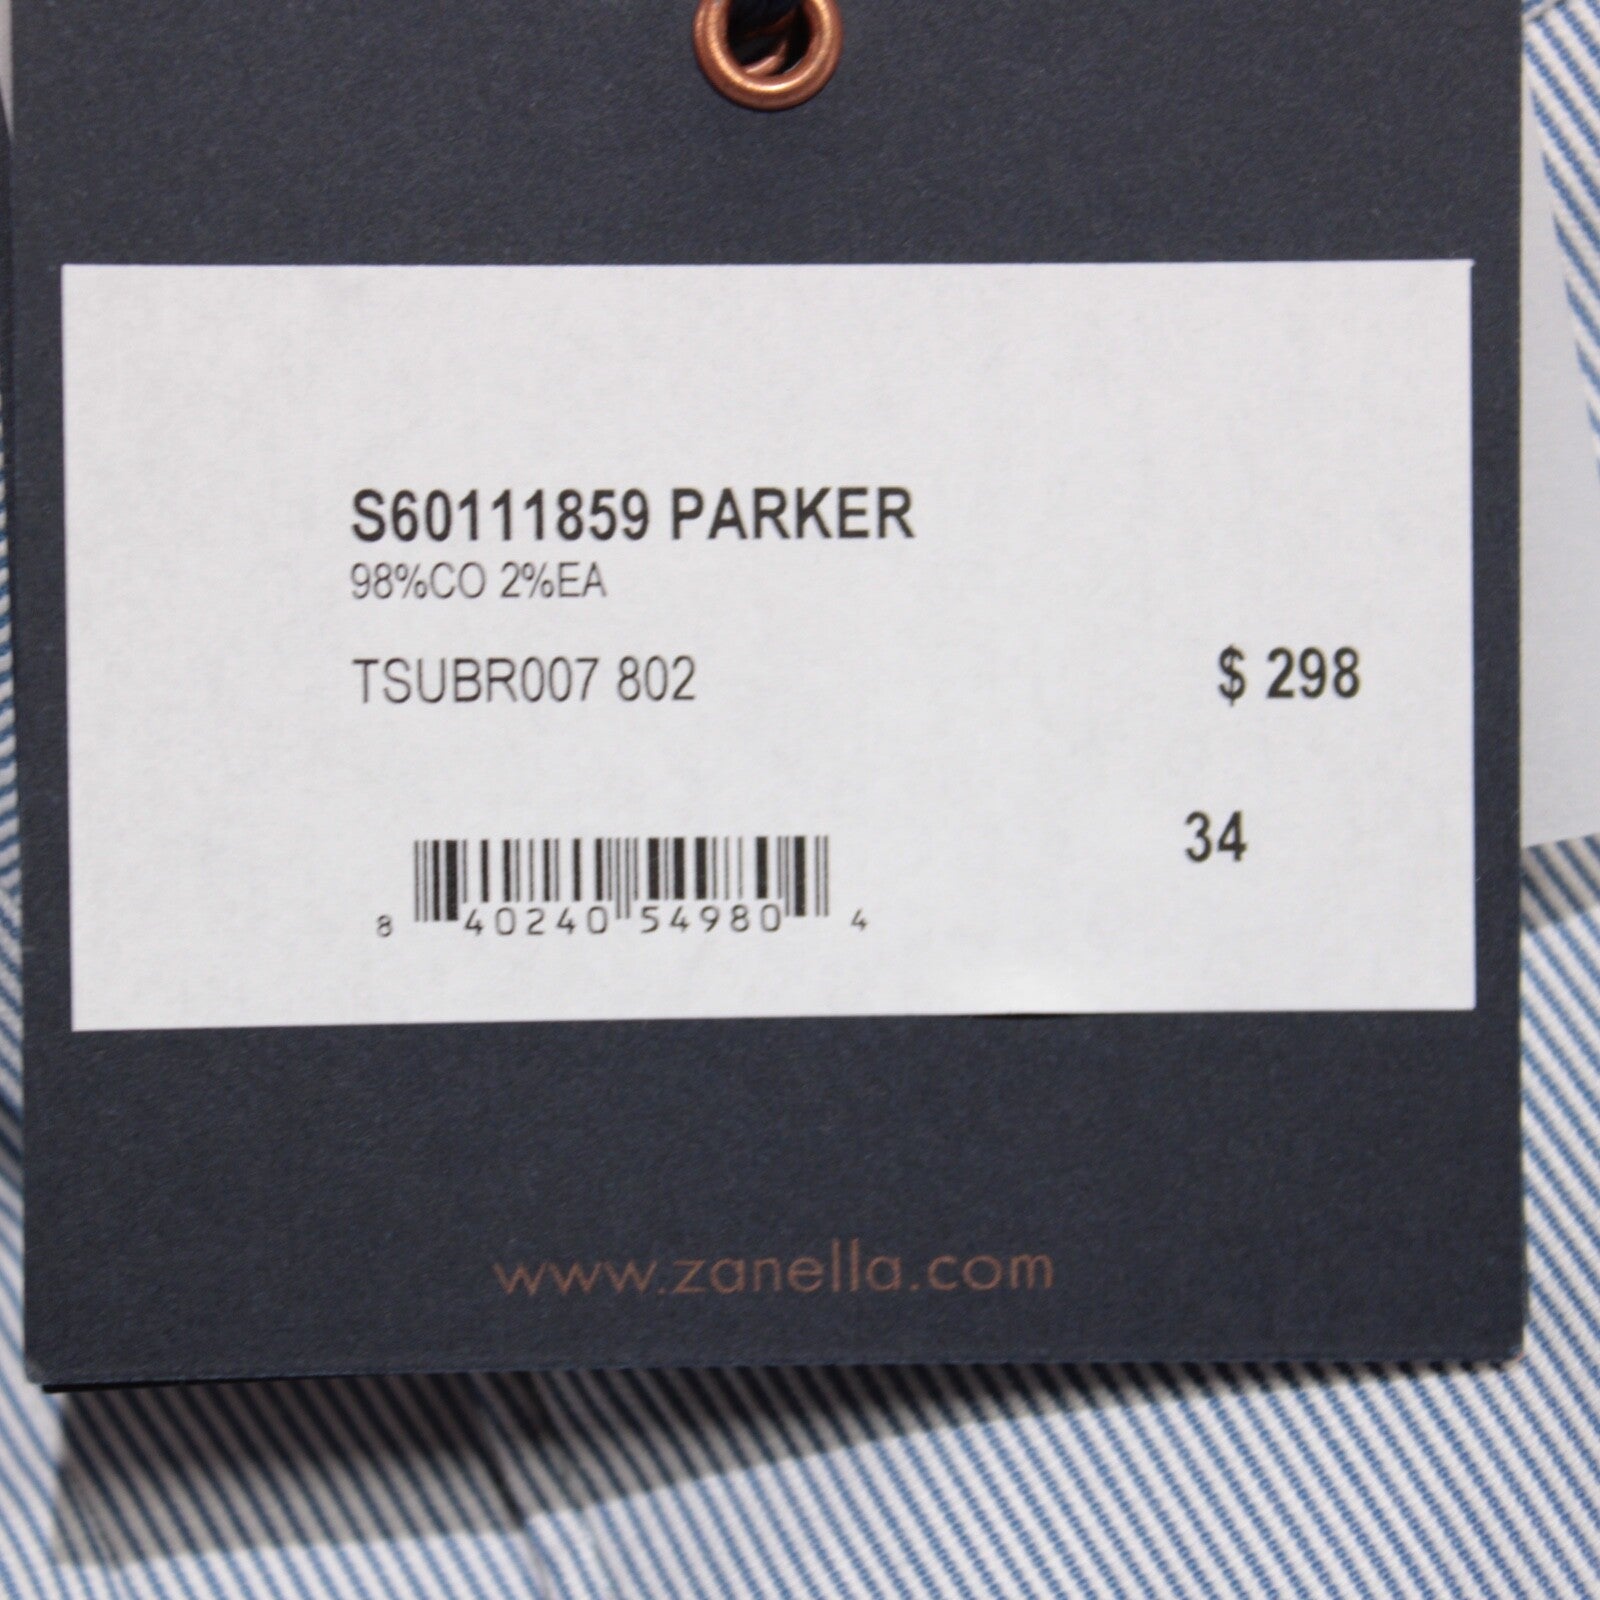 S60111859 PARKER
98%CO 2%EA
TSUBR007 802
$ 298
34
8 40240 54980 4
www.zanella.com